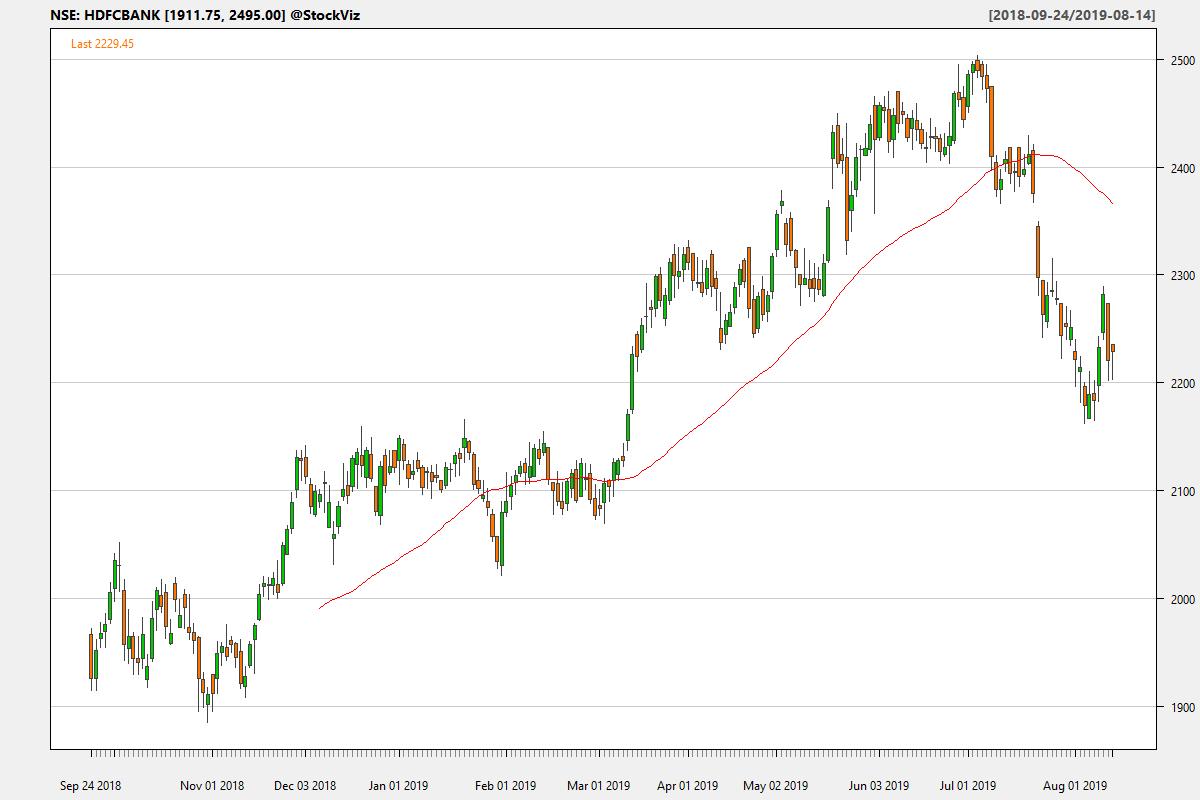 NSE: HDFCBANK [1911.75, 2495.00] @StockViz
[2018-09-24/2019-08-14]
Last 2229.45
2500
2400
2300
2200
2100
2000
1900
Sep 24 2018
Nov 01 2018
Dec 03 2018
Jan 01 2019
Feb 01 2019
Mar 01 2019
Apr 01 2019
May 02 2019
Jun 03 2019
Jul 01 2019
Aug 01 2019